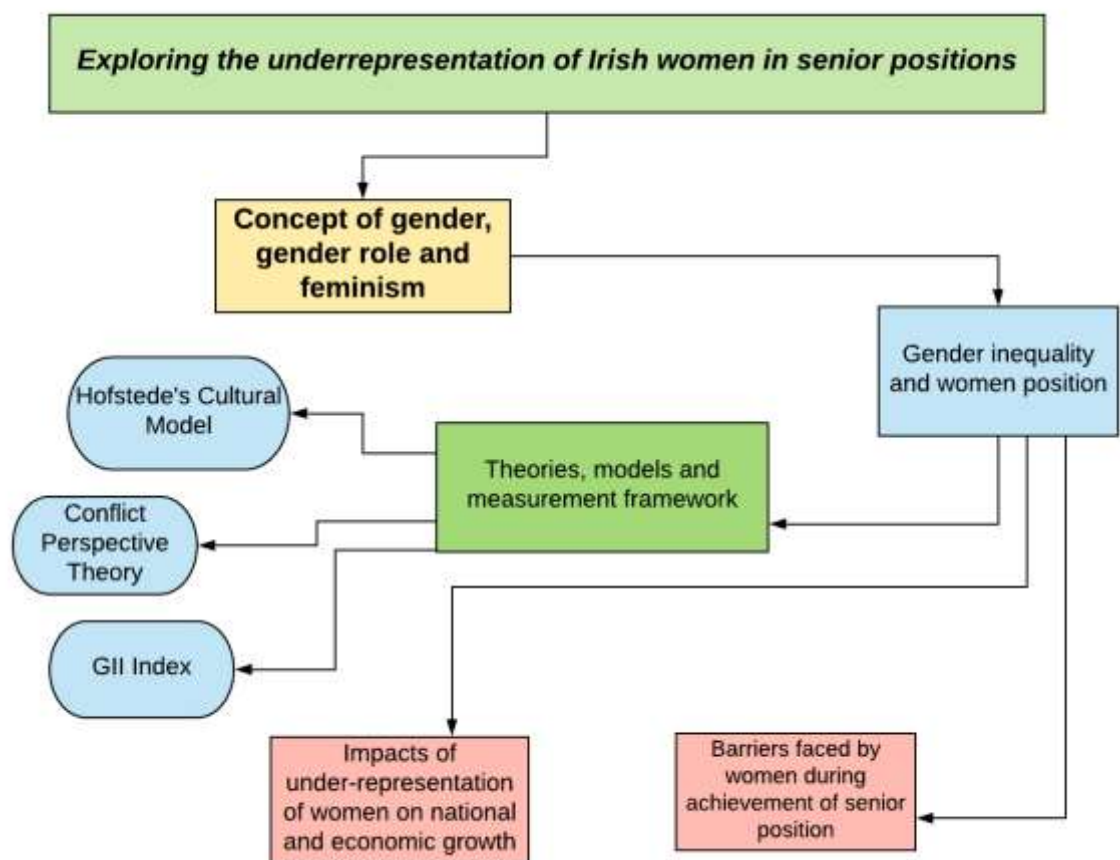 Exploring the underrepresentation of Irish women in senior positions
Concept of gender,
gender role and
feminism
Gender inequality
and women position
Hofstede's Cultural
Model
Theories, models and
measurement framework
Conflict
Perspective
Theory
GII Index
Impacts of
under-representation
of women on national
and economic growth
Barriers faced by
women during
achievement of senior
position